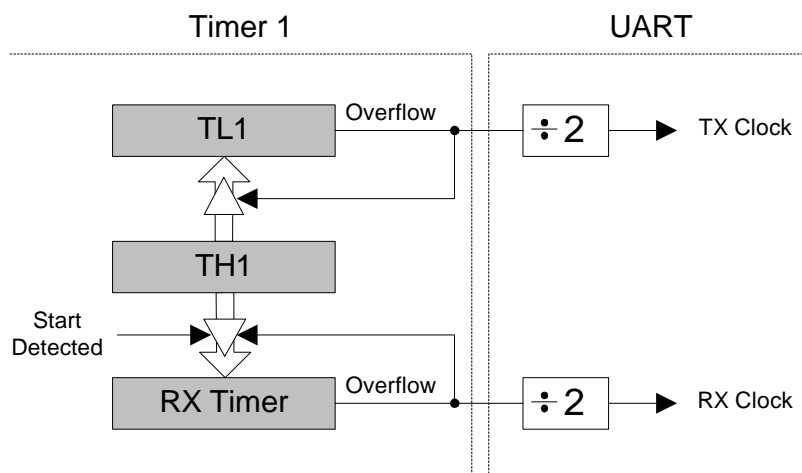 Timer 1
UART
TL1
Overflow
÷ 2
TX Clock
TH1
Start
Detected
RX Timer
Overflow
÷ 2
RX Clock